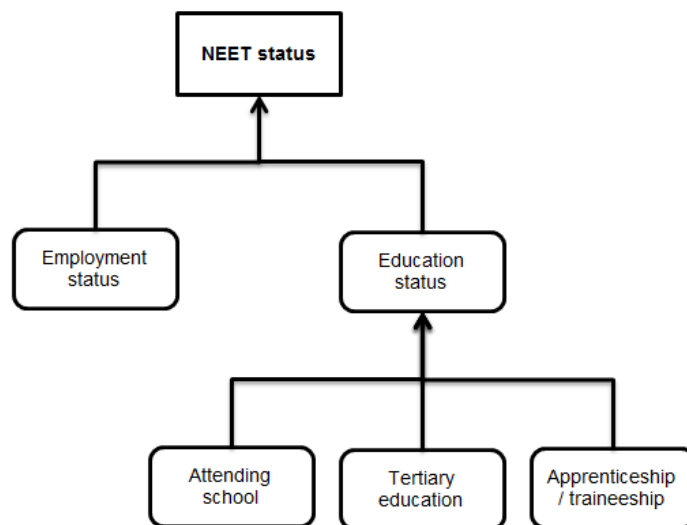 NEET status
Employment
status
Education
status
Attending
school
Tertiary
education
Apprenticeship
/ traineeship